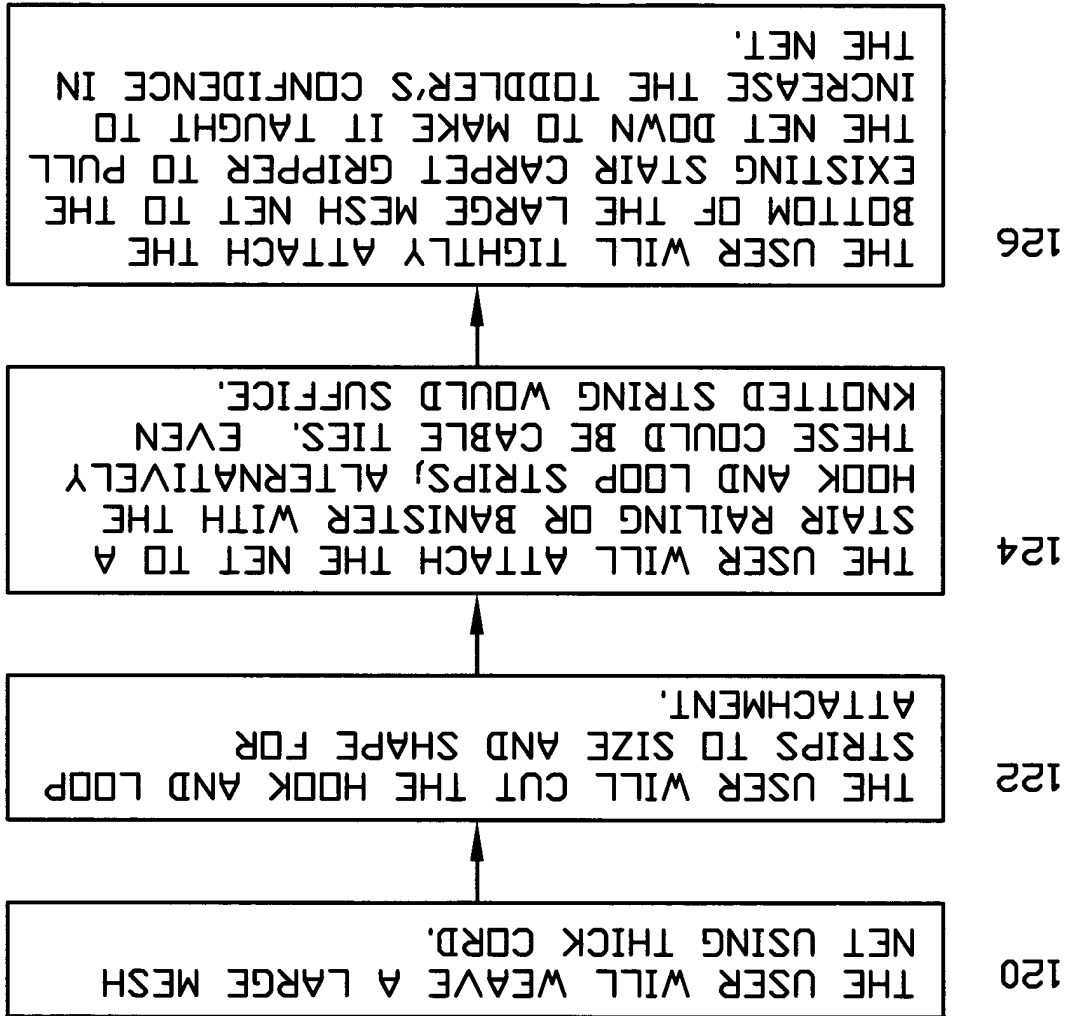 120
THE USER WILL WEAVE A LARGE MESH
NET USING THICK CORD.
122
THE USER WILL CUT THE HOOK AND LOOP
STRIPS TO SIZE AND SHAPE FOR
ATTACHMENT.
124
THE USER WILL ATTACH THE NET TO A
STAIR RAILING OR BANISTER WITH THE
HOOK AND LOOP STRIPS; ALTERNATIVELY
THESE COULD BE CABLE TIES. EVEN
KNOTTED STRING WOULD SUFFICE.
126
THE USER WILL TIGHTLY ATTACH THE
BOTTOM OF THE LARGE MESH NET TO THE
EXISTING STAIR CARPET GRIPPER TO PULL
THE NET DOWN TO MAKE IT TAUGHT TO
INCREASE THE TODDLER'S CONFIDENCE IN
THE NET.